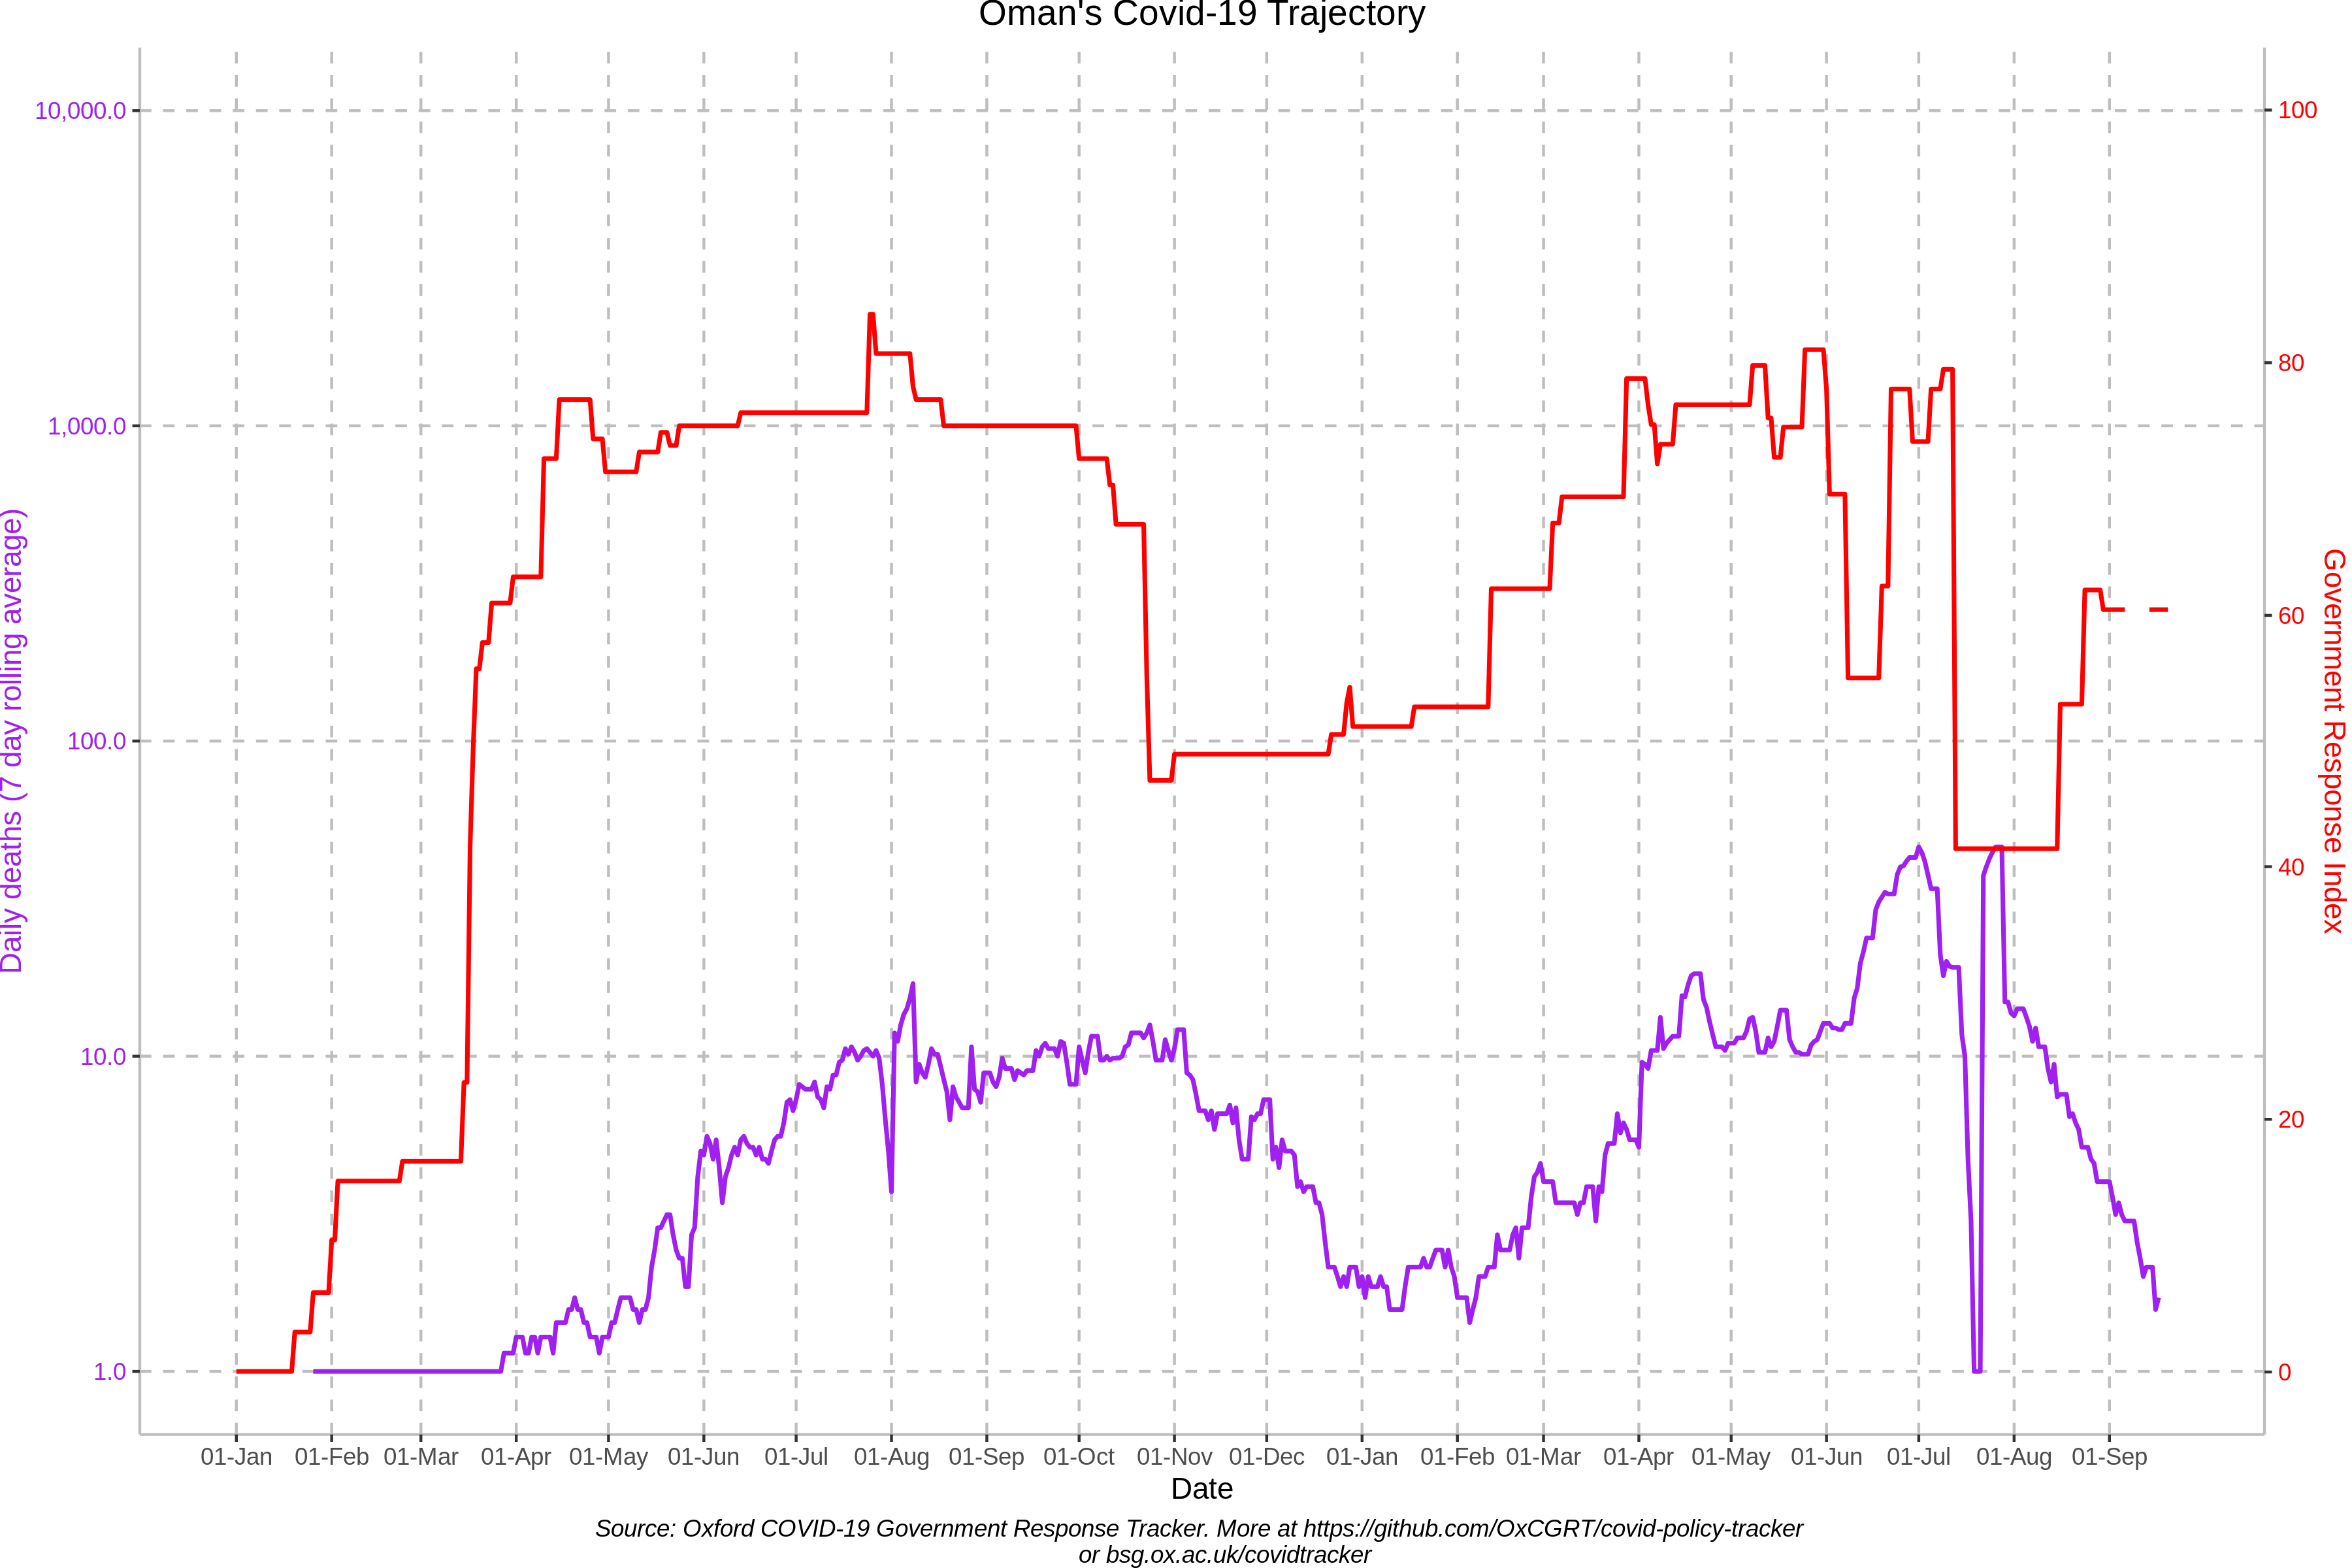 Oman's Covid-19 Trajectory
10,000.0
1,000.0
100.0
10.0
1.0
Daily deaths (7 day rolling average)
100
80
60
40
20
0
Government Response Index
01-Jan 01-Feb 01-Mar 01-Apr 01-May 01-Jun 01-Jul 01-Aug 01-Sep 01-Oct 01-Nov 01-Dec 01-Jan 01-Feb 01-Mar 01-Apr 01-May 01-Jun 01-Jul 01-Aug 01-Sep
Date
Source: Oxford COVID-19 Government Response Tracker. More at https://github.com/OxCGRT/covid-policy-tracker
or bsg.ox.ac.uk/covidtracker